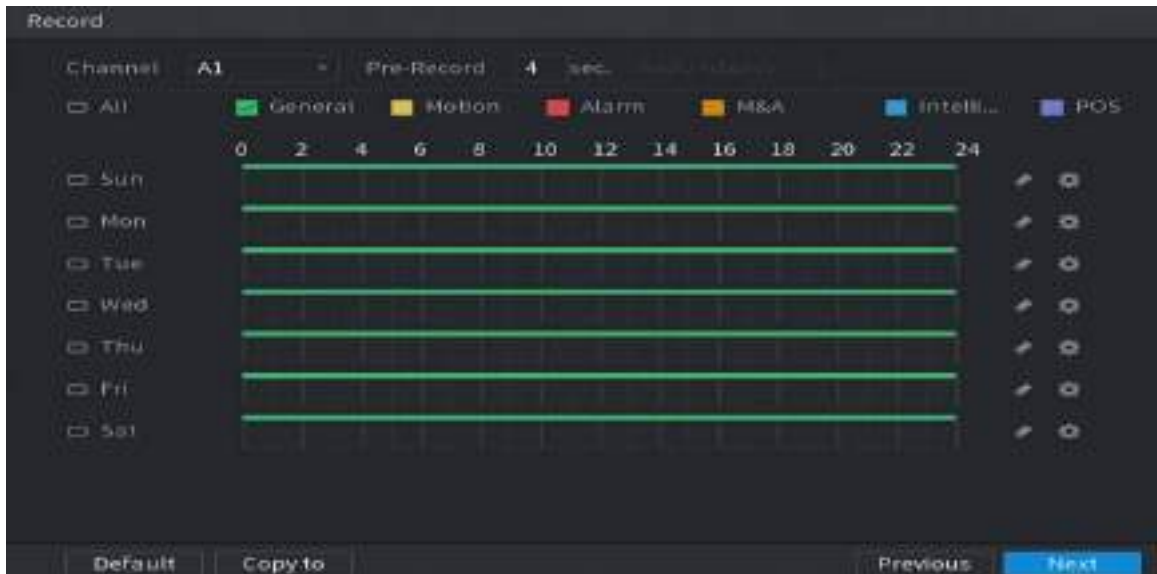 Record
Channel A1 Pre-Record 4 sec.
All General Motion Alarm M&A Intelli... POS
0 2 4 6 8 10 12 14 16 18 20 22 24
Sun
Mon
Tue
Wed
Thu
Fri
Sat
Default Copy to Previous Next